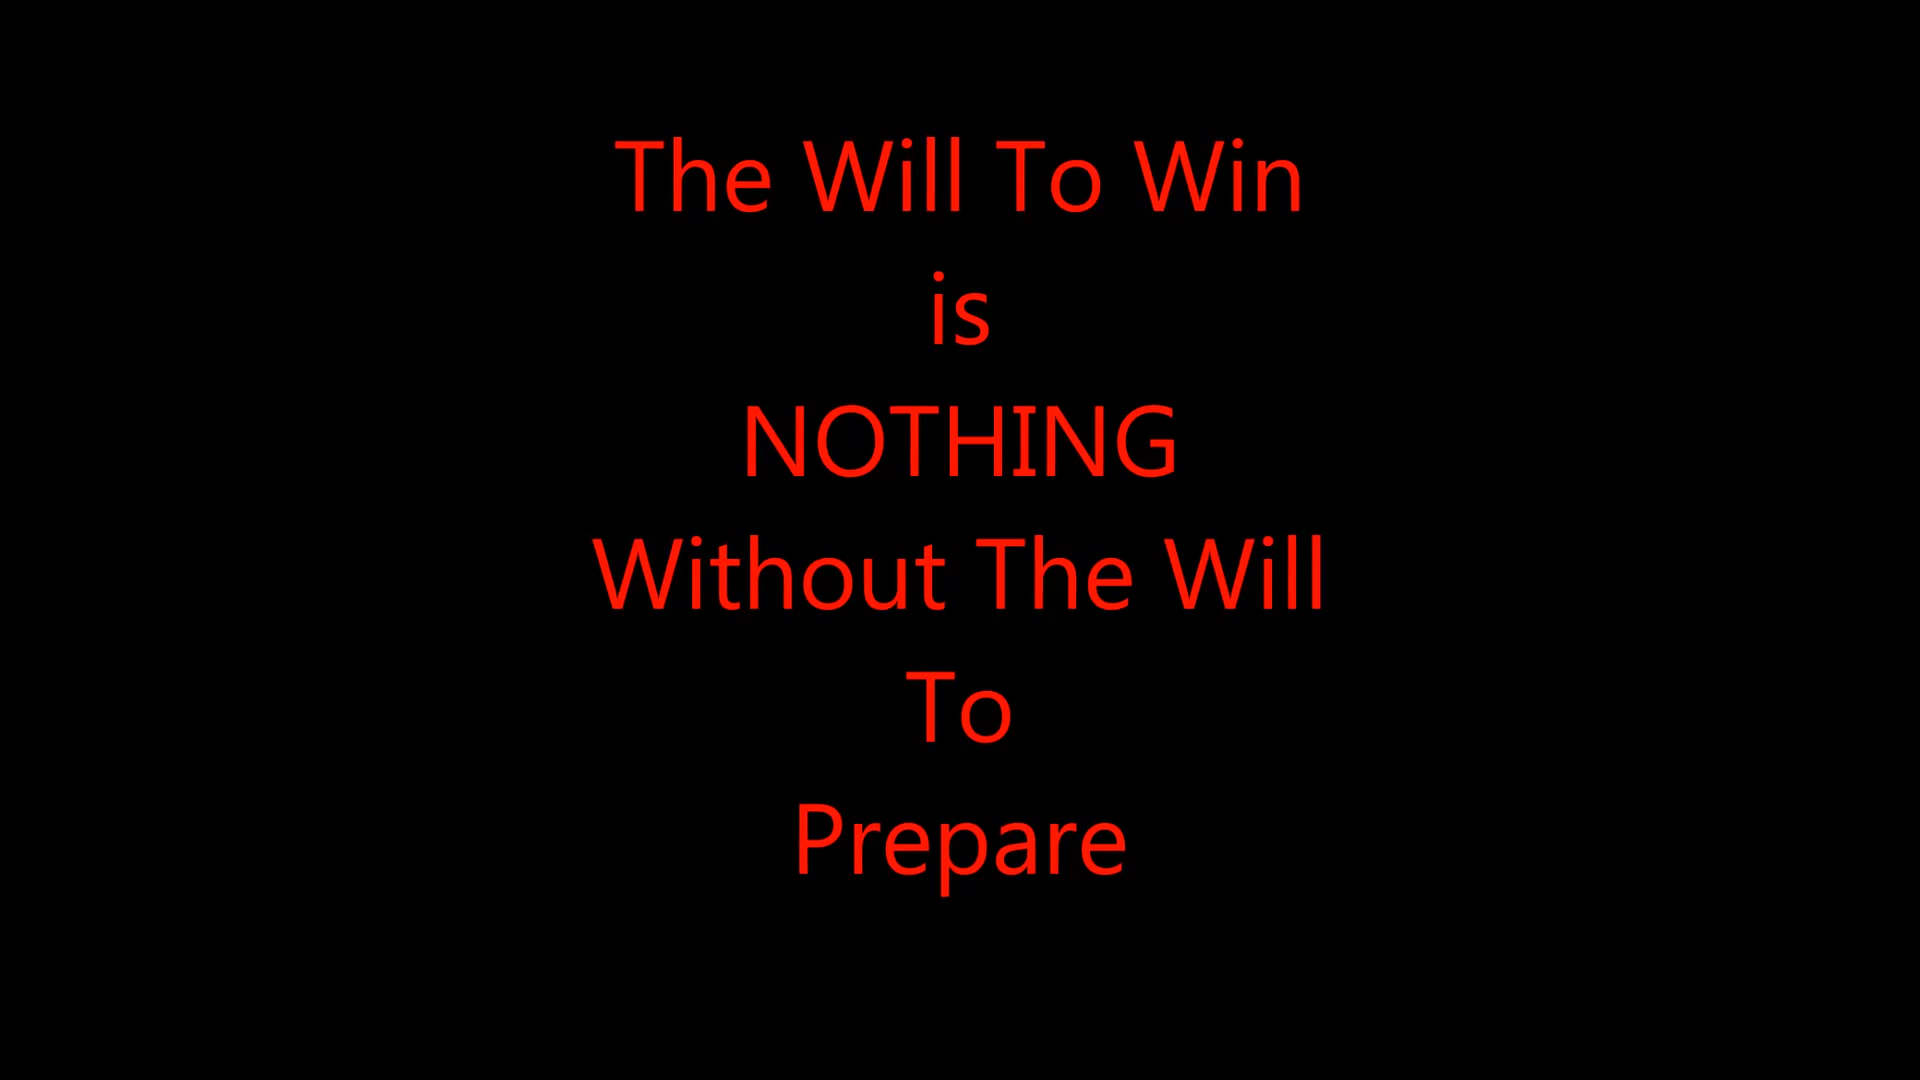 The Will To Win
is
NOTHING
Without The Will
To
Prepare